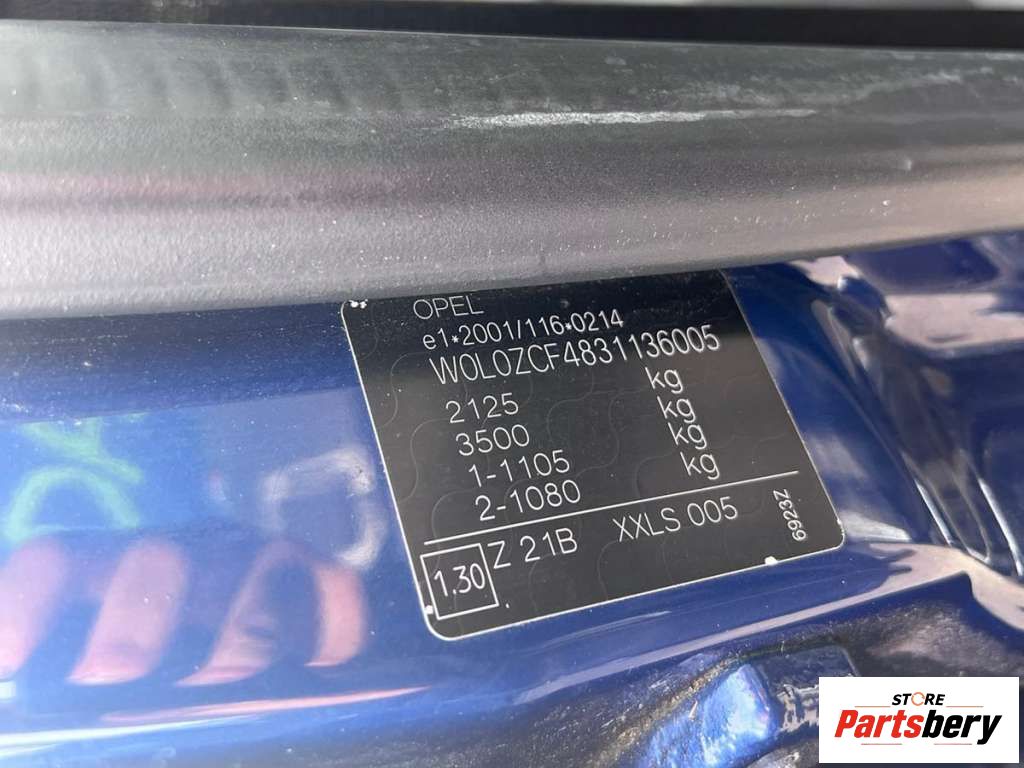 OPEL
e1*2001/116*0214
W0L0ZCF4831136005
2125 kg
3500 kg
1-1105 kg
2-1080 kg
1.30 Z 21B XXLS 005 6923Z
STORE
Partsbery